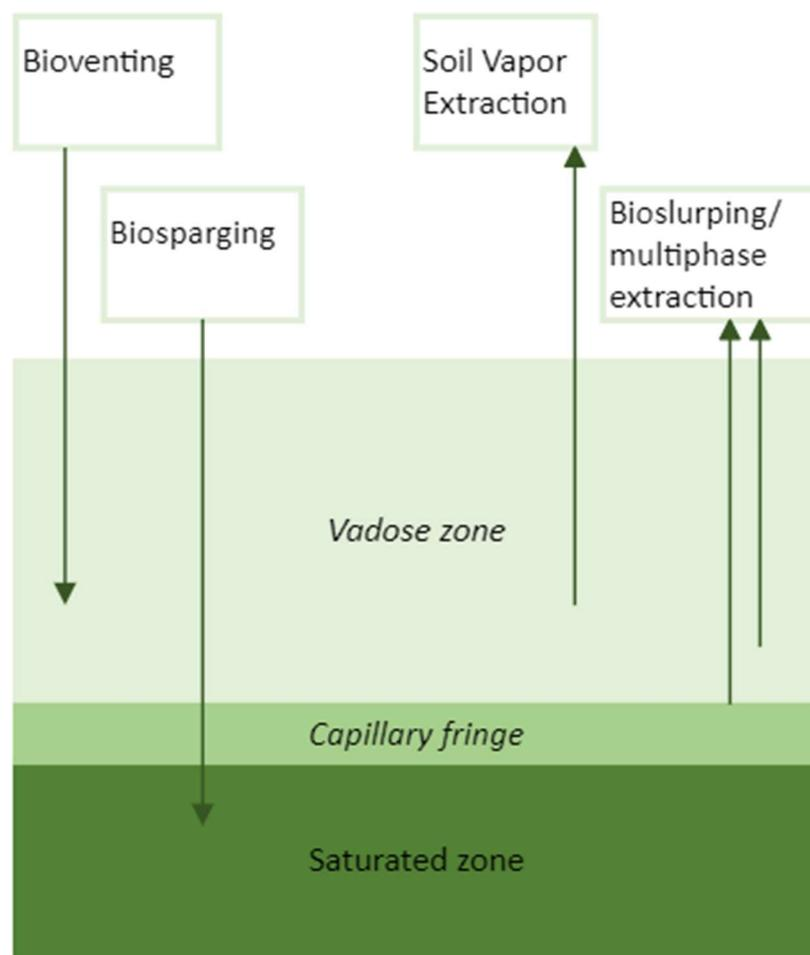 Bioventing
Soil Vapor
Extraction
Biosparging
Bioslurping/
multiphase
extraction
Vadose zone
Capillary fringe
Saturated zone